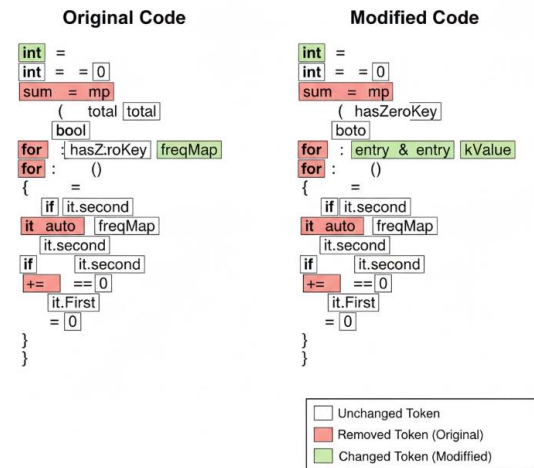 Original Code
int =
int = = 0
sum = mp
( total total
bool
for : hasZ:roKey freqMap
for : ()
{ =
if it.second
it auto freqMap
it.second
if it.second
+= == 0
it.First
= 0
}
}
Modified Code
int =
int = = 0
sum = mp
( hasZeroKey
boto
for : entry & entry kValue
for : ()
{ =
if it.second
it auto freqMap
it.second
if it.second
+= == 0
it.First
= 0
}
}
Unchanged Token
Removed Token (Original)
Changed Token (Modiffied)